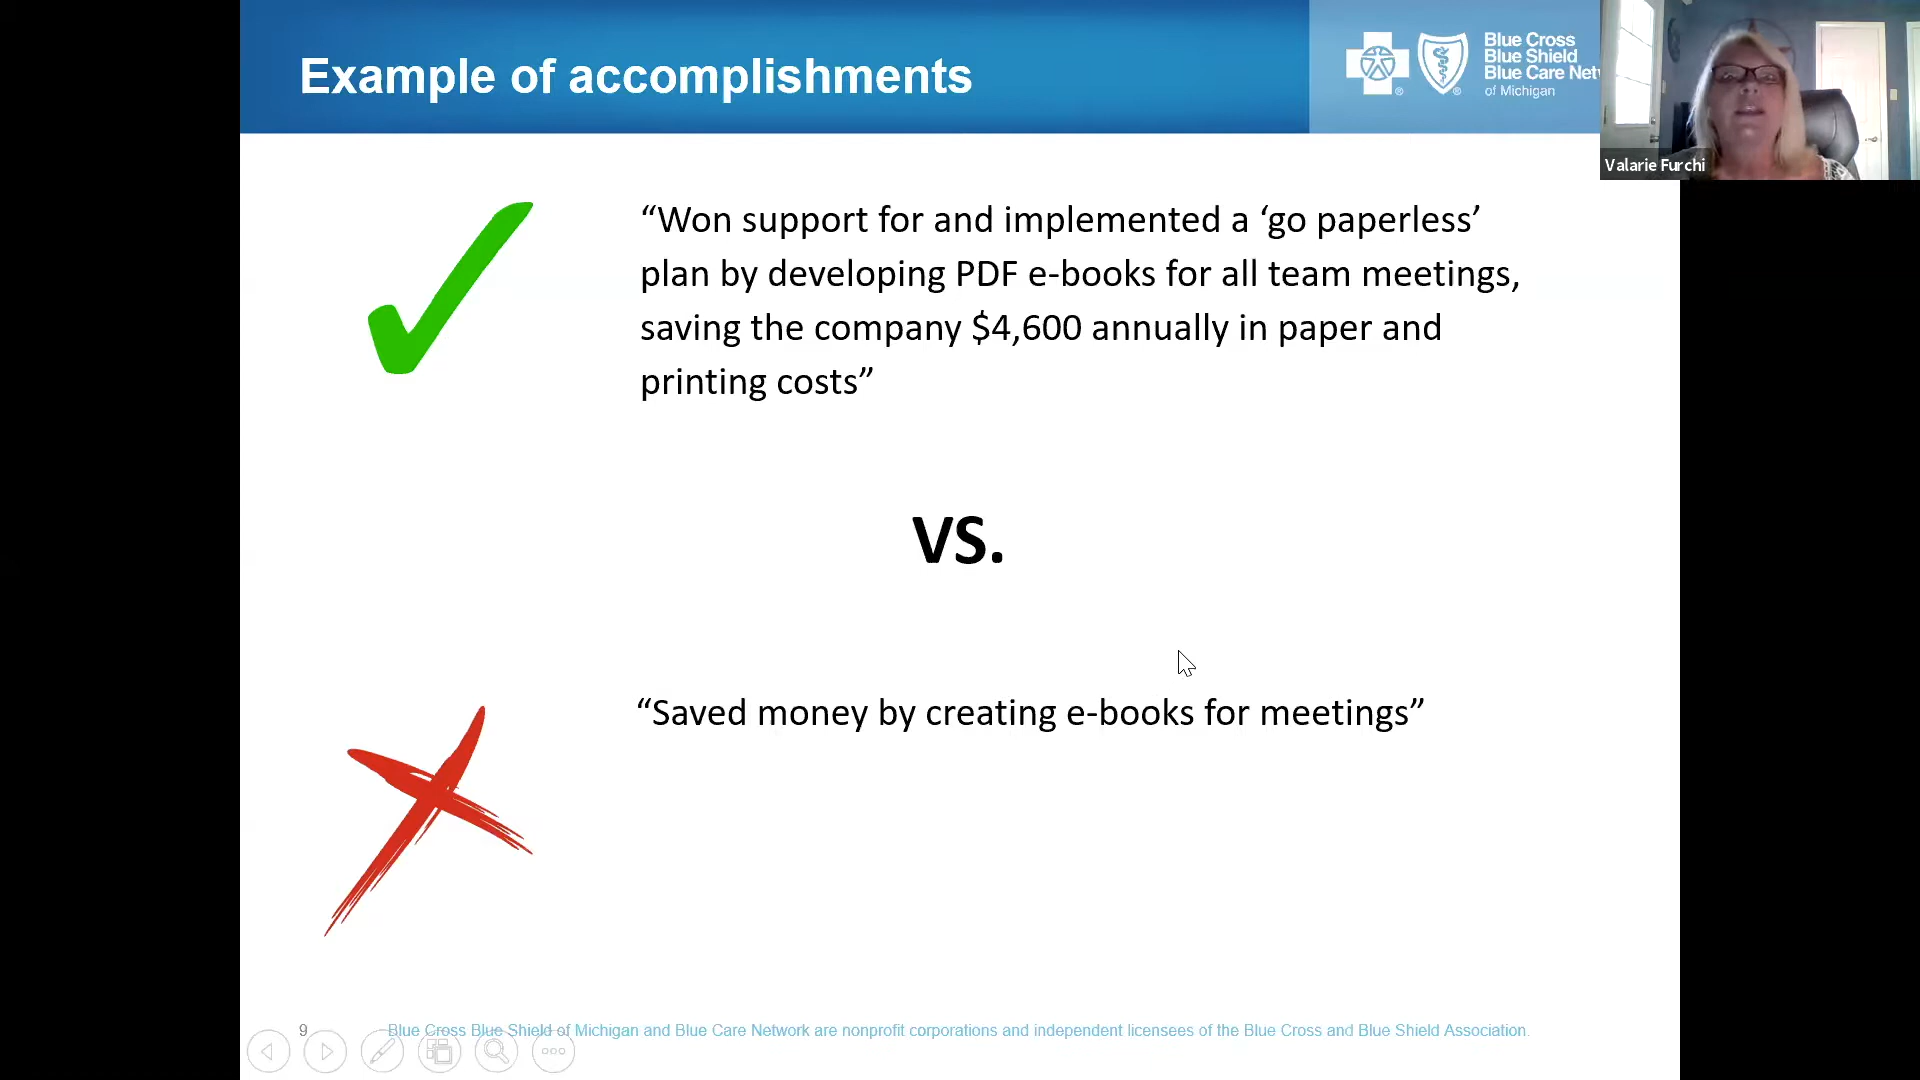 Example of accomplishments
Blue Cross
Blue Shield
Blue Care Net
of Michigan
Valarie Furchi
“Won support for and implemented a ‘go paperless’
plan by developing PDF e-books for all team meetings,
saving the company $4,600 annually in paper and
printing costs”
VS.
“Saved money by creating e-books for meetings”
9
Blue Cross Blue Shield of Michigan and Blue Care Network are nonprofit corporations and independent licensees of the Blue Cross and Blue Shield Association.